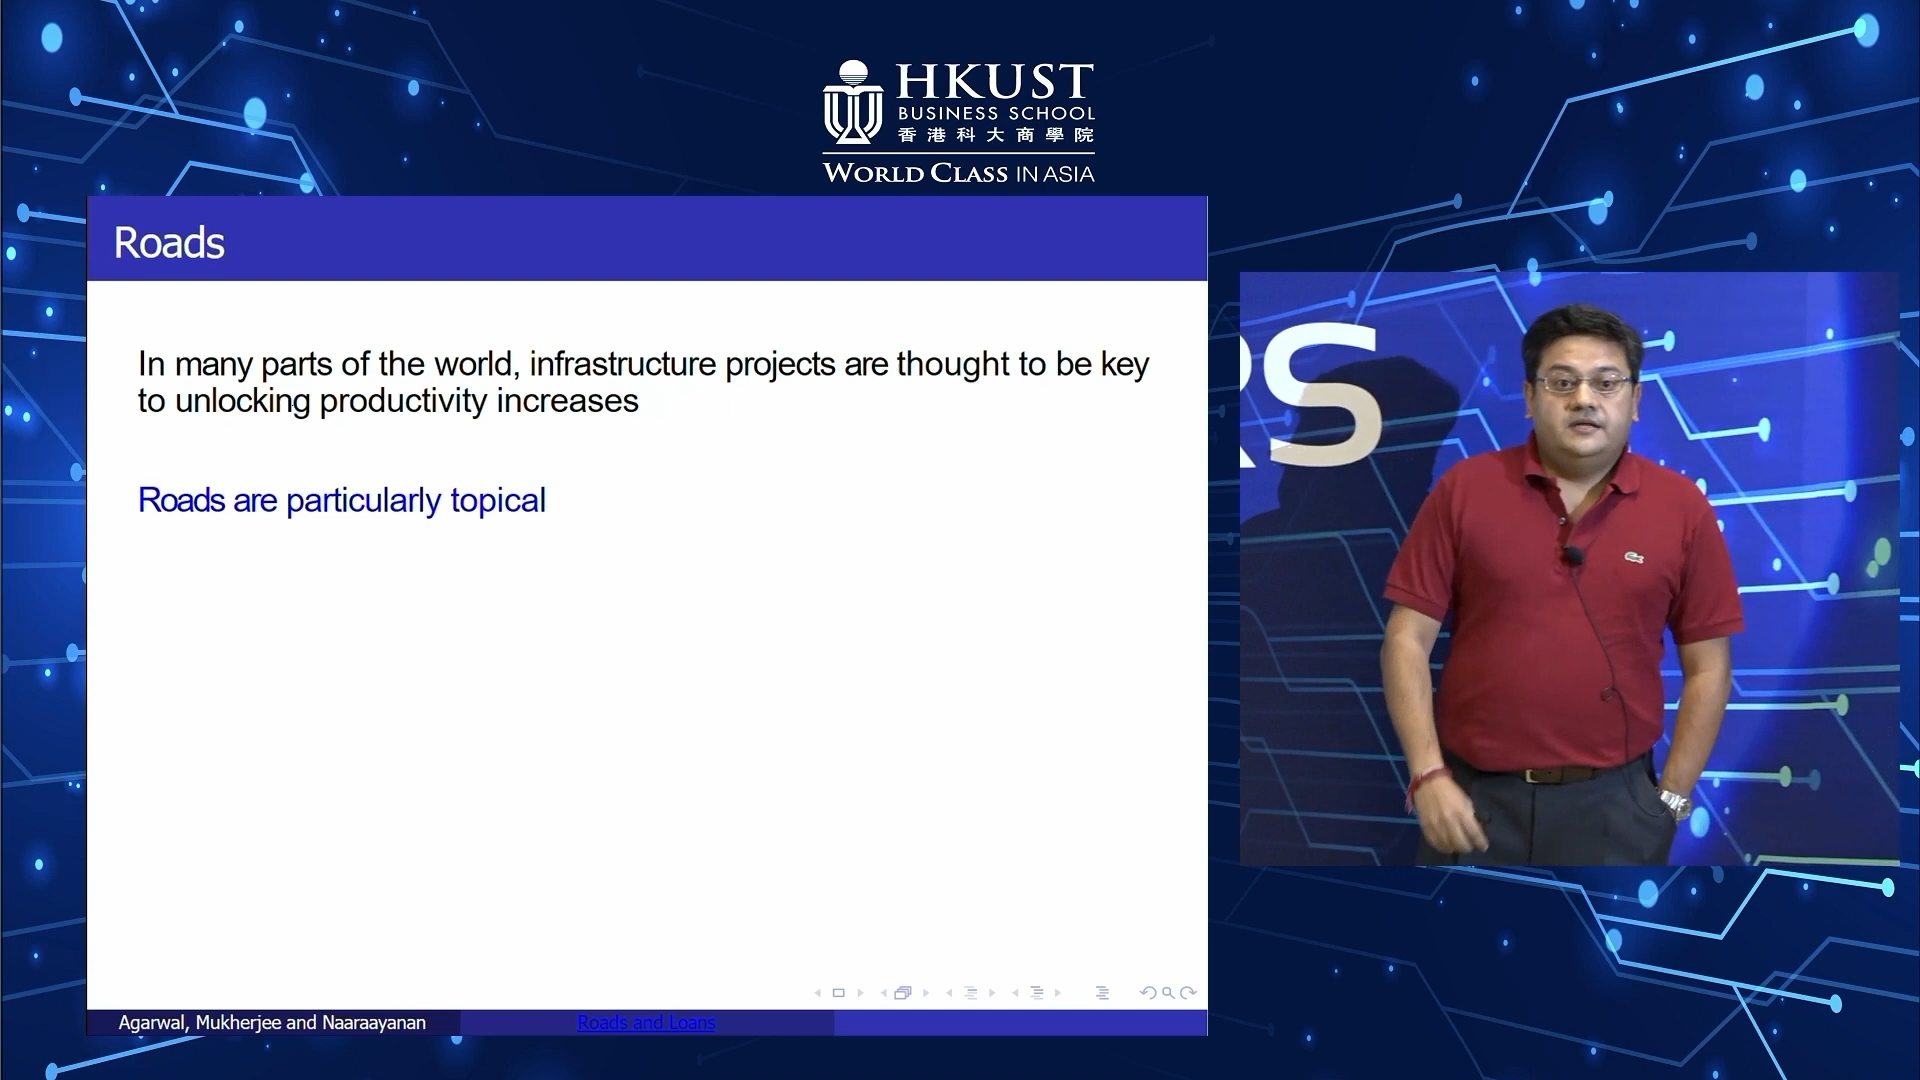 HKUST
BUSINESS SCHOOL
香港科大商學院
WORLD CLASS IN ASIA
Roads
In many parts of the world, infrastructure projects are thought to be key
to unlocking productivity increases
Roads are particularly topical
Agarwal, Mukherjee and Naaraayanan
Roads and Loans
RS